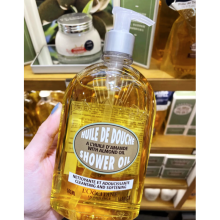 HUILE DE DOUCHE
A L'HUILE D'AMANDE
WITH ALMOND OIL
SHOWER OIL
NETTOYANTE ET ADOUCISSANTE
CLEANSING AND SOFTENING